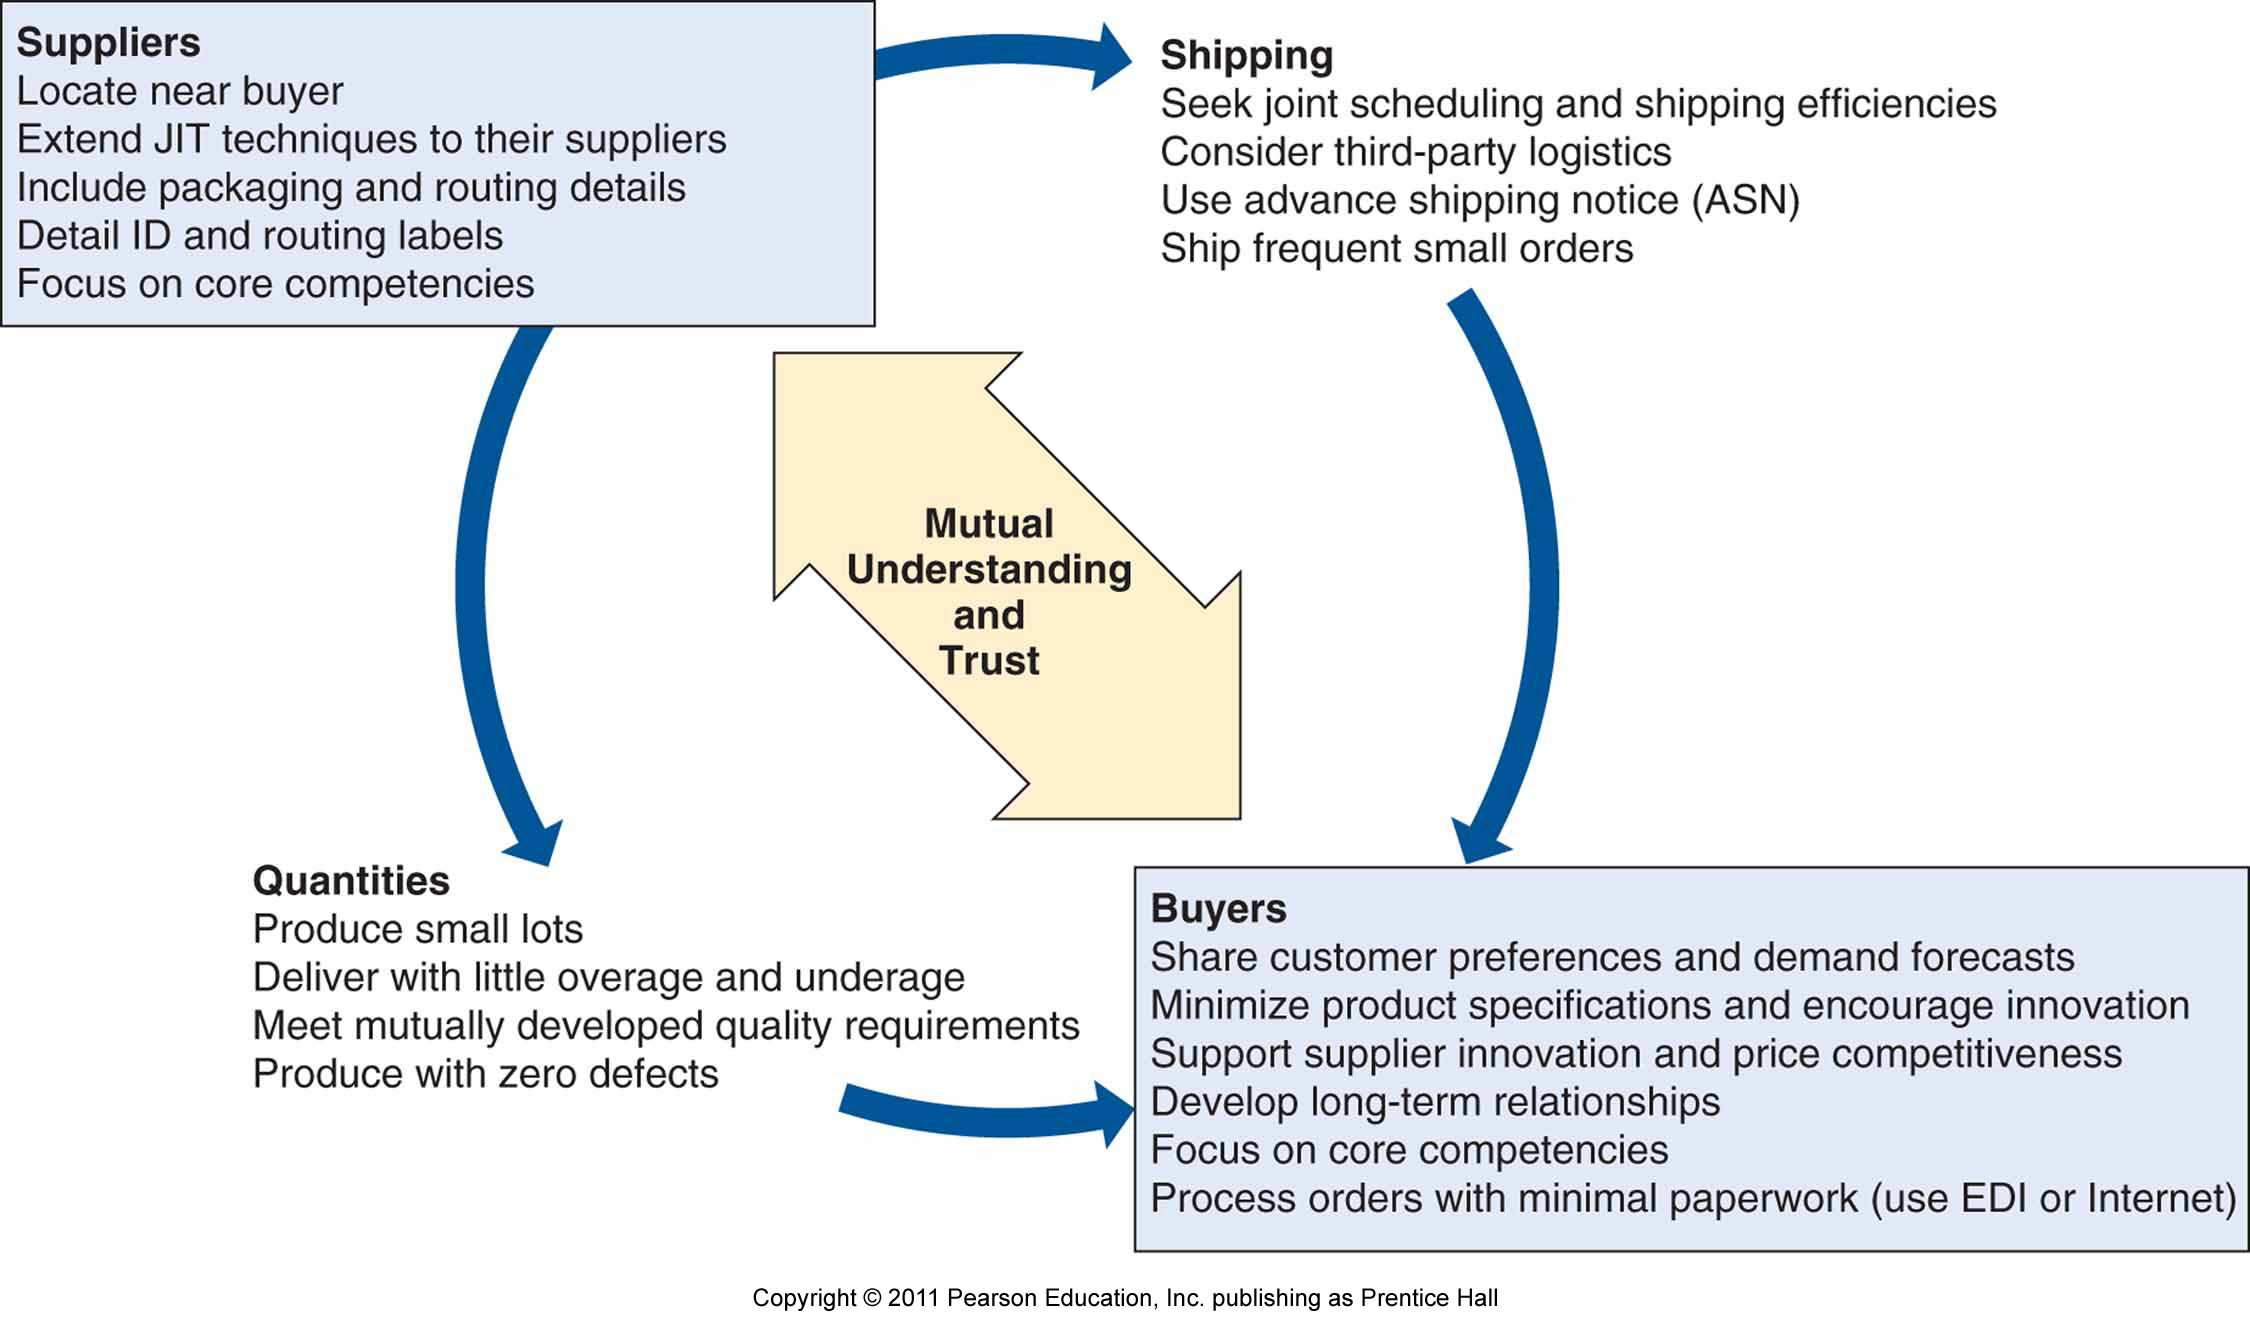 Suppliers
Locate near buyer
Extend JIT techniques to their suppliers
Include packaging and routing details
Detail ID and routing labels
Focus on core competencies
Shipping
Seek joint scheduling and shipping efficiencies
Consider third-party logistics
Use advance shipping notice (ASN)
Ship frequent small orders
Mutual
Understanding
and
Trust
Quantities
Produce small lots
Deliver with little overage and underage
Meet mutually developed quality requirements
Produce with zero defects
Buyers
Share customer preferences and demand forecasts
Minimize product specifications and encourage innovation
Support supplier innovation and price competitiveness
Develop long-term relationships
Focus on core competencies
Process orders with minimal paperwork (use EDI or Internet)
Copyright © 2011 Pearson Education, Inc. publishing as Prentice Hall